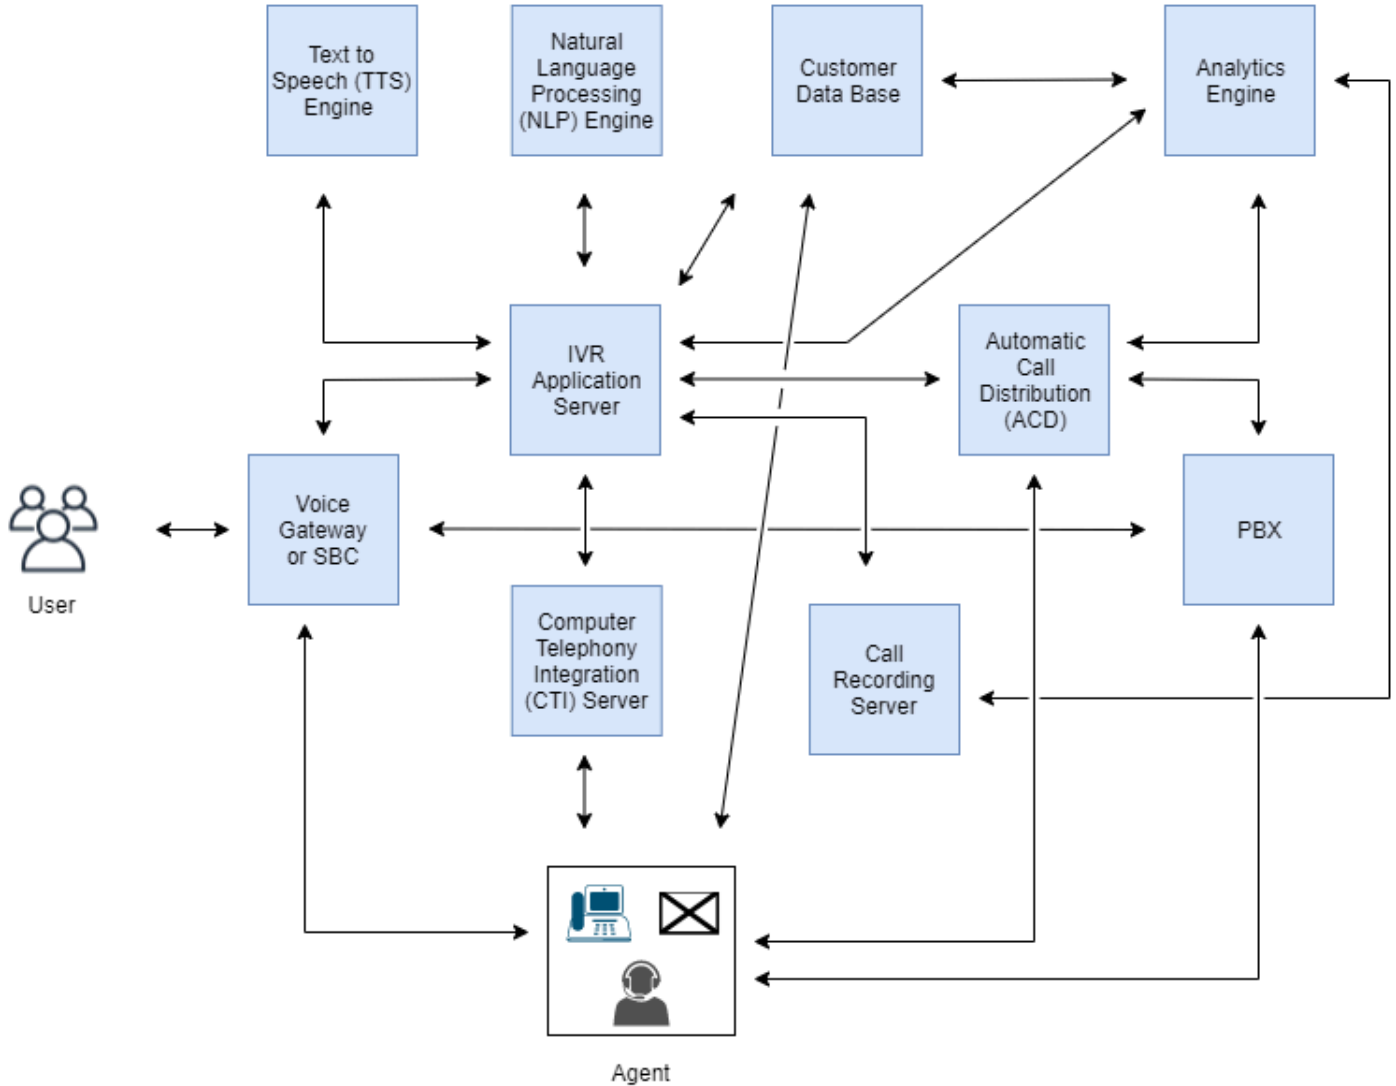 Text to
Speech (TTS)
Engine
Natural
Language
Processing
(NLP) Engine
Customer
Data Base
Analytics
Engine
IVR
Application
Server
Automatic
Call
Distribution
(ACD)
Voice
Gateway
or SBC
PBX
User
Computer
Telephony
Integration
(CTI) Server
Call
Recording
Server
Agent